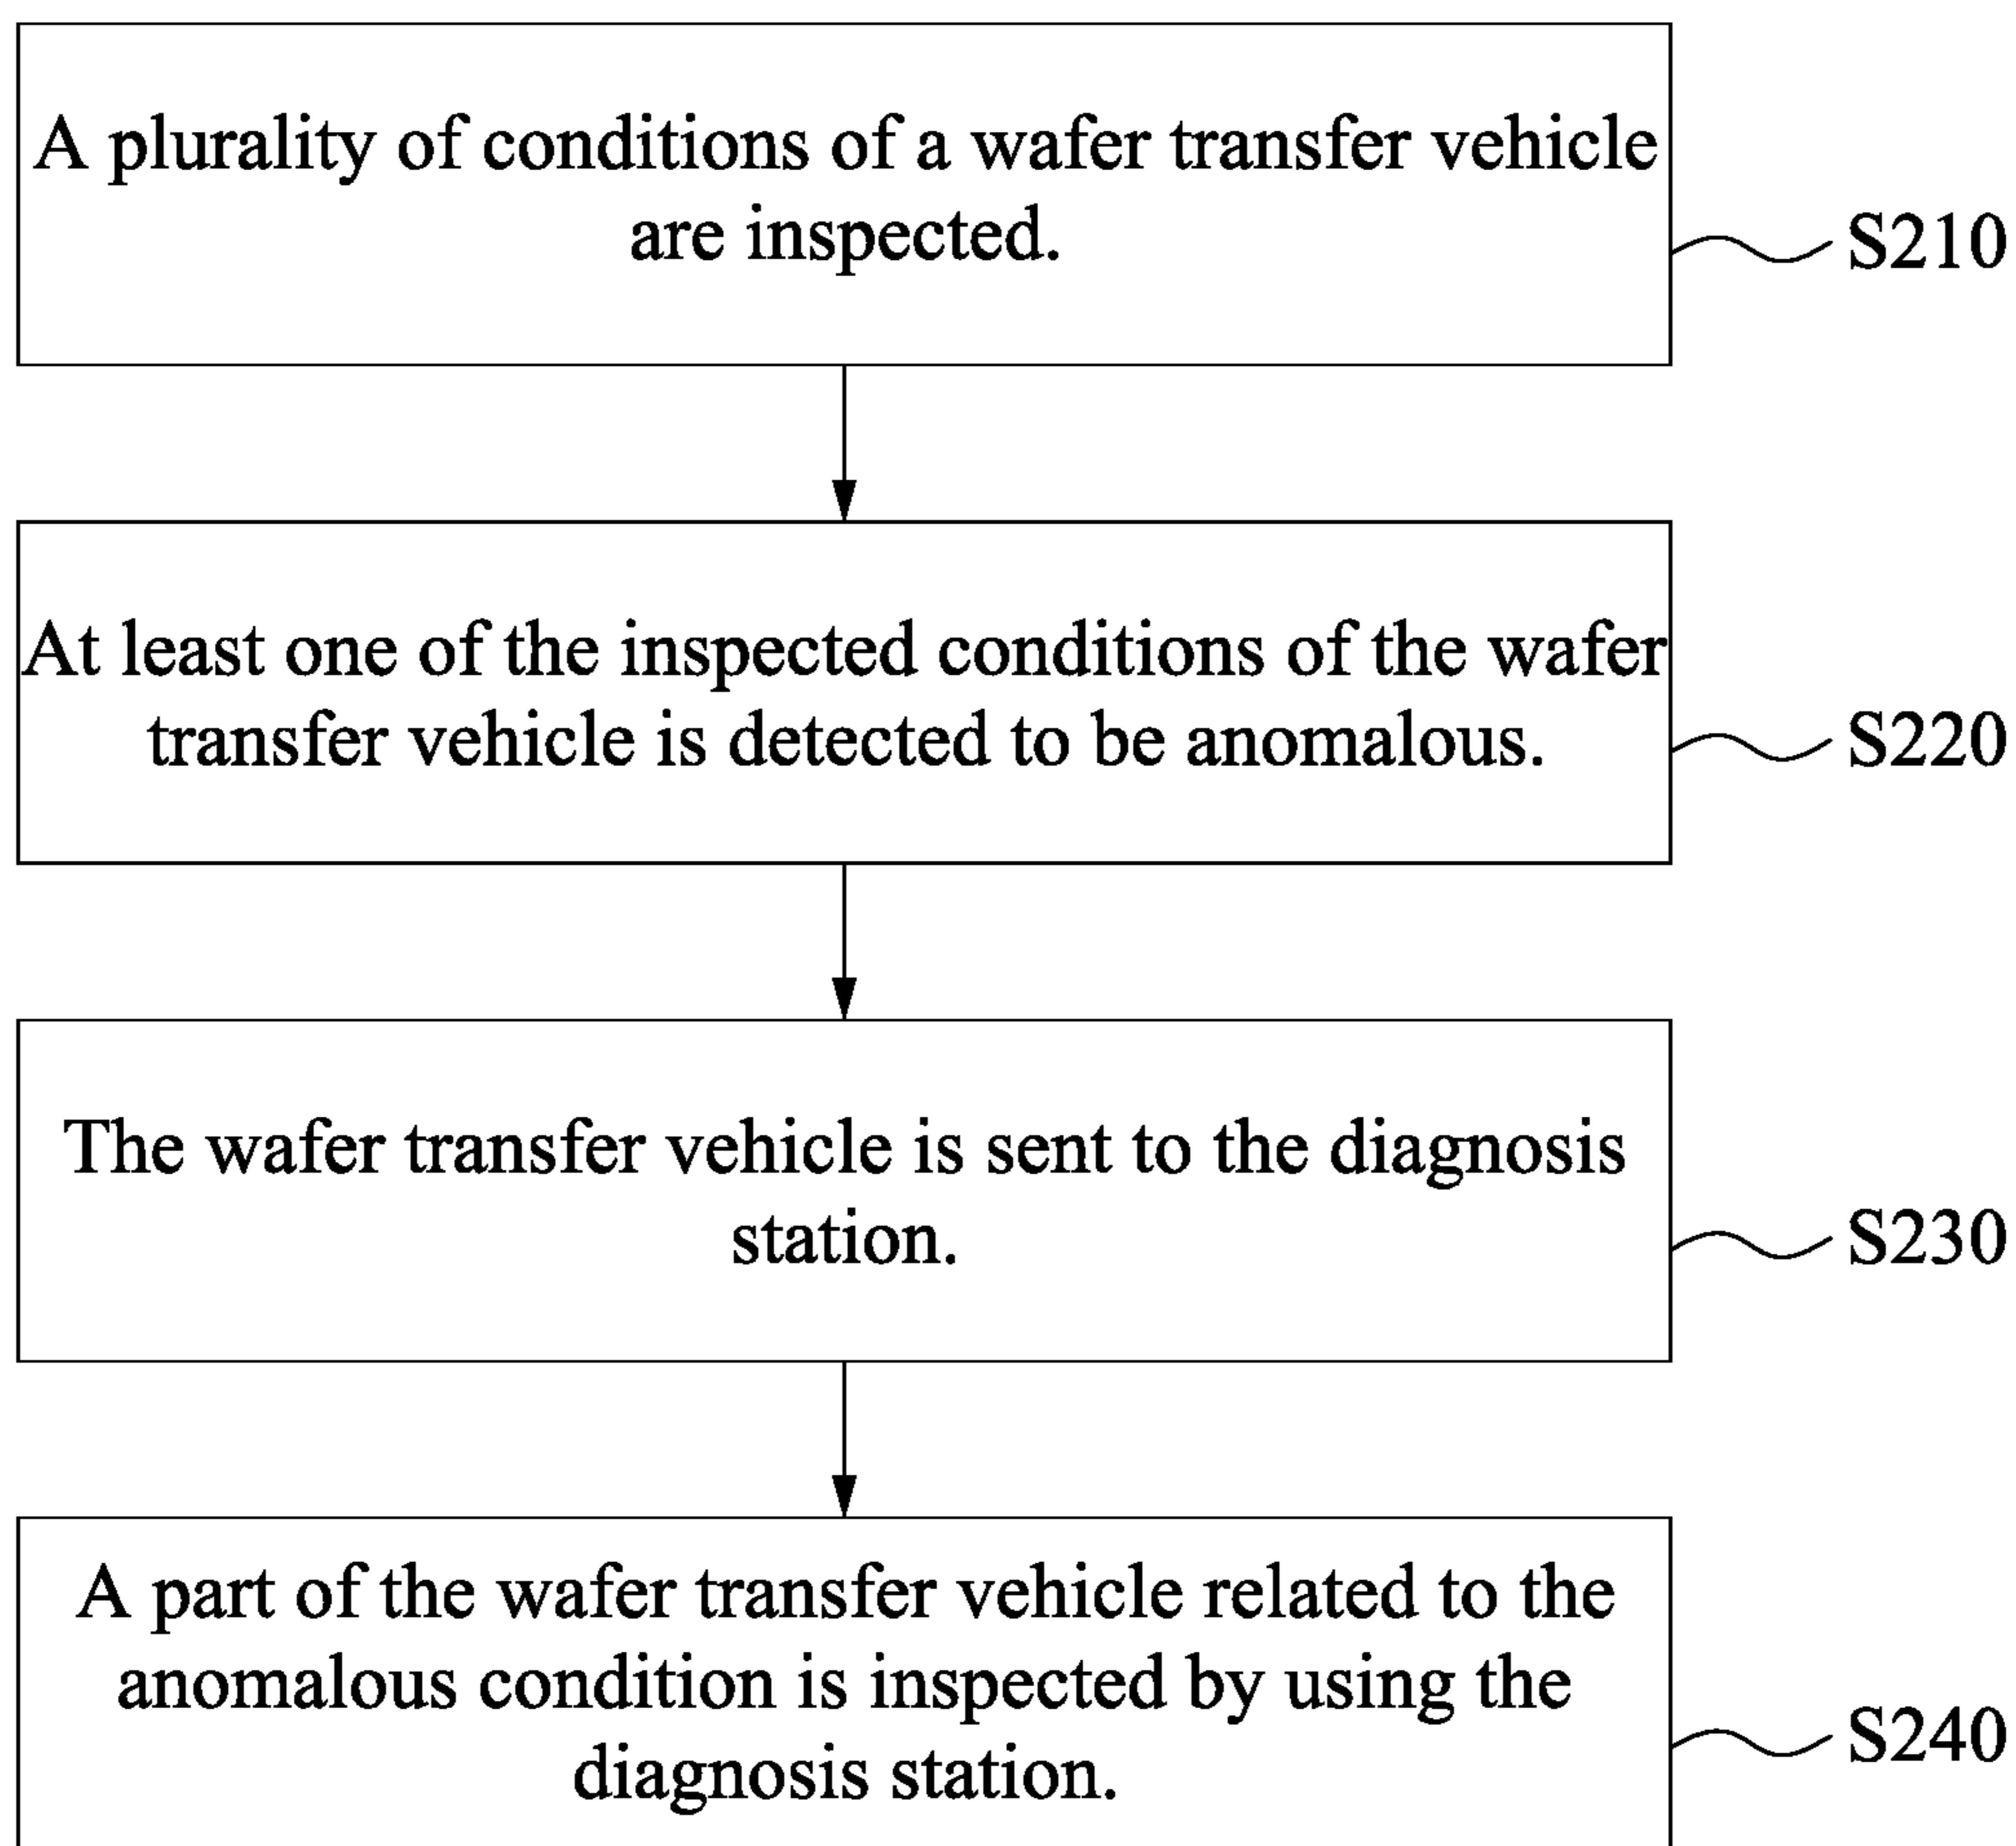 A plurality of conditions of a wafer transfer vehicle
are inspected.
S210
At least one of the inspected conditions of the wafer
transfer vehicle is detected to be anomalous.
S220
The wafer transfer vehicle is sent to the diagnosis
station.
S230
A part of the wafer transfer vehicle related to the
anomalous condition is inspected by using the
diagnosis station.
S240